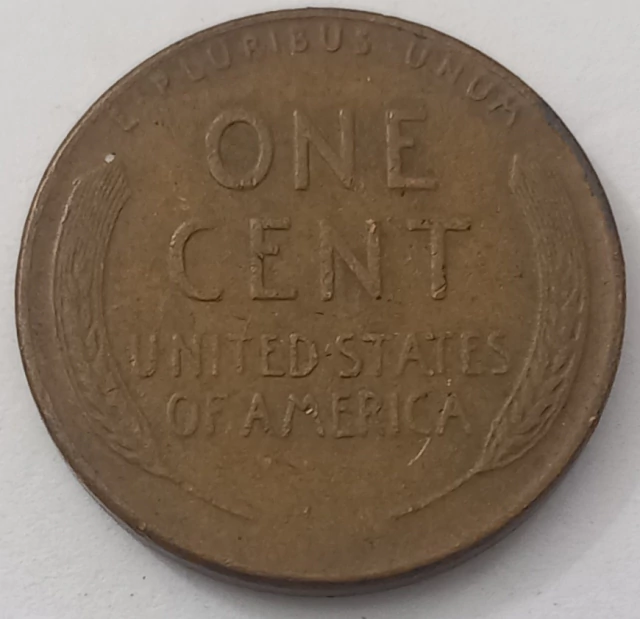 E PLURIBUS UNUM
ONE
CENT
UNITED·STATES
OF AMERICA